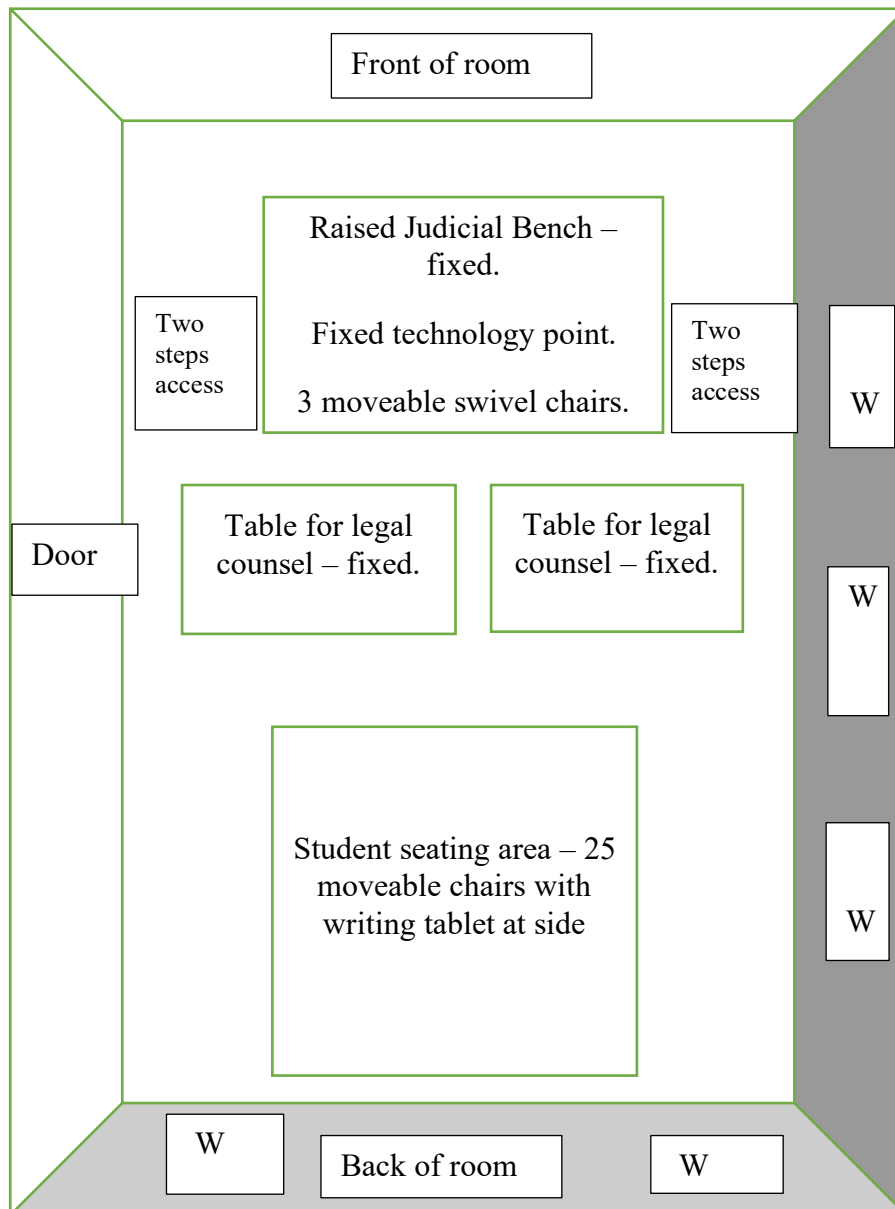 Front of room
Raised Judicial Bench –
fixed.
Fixed technology point.
3 moveable swivel chairs.
Two
steps
access
Two
steps
access
W
Door
Table for legal
counsel – fixed.
Table for legal
counsel – fixed.
W
Student seating area – 25
moveable chairs with
writing tablet at side
W
W
Back of room
W